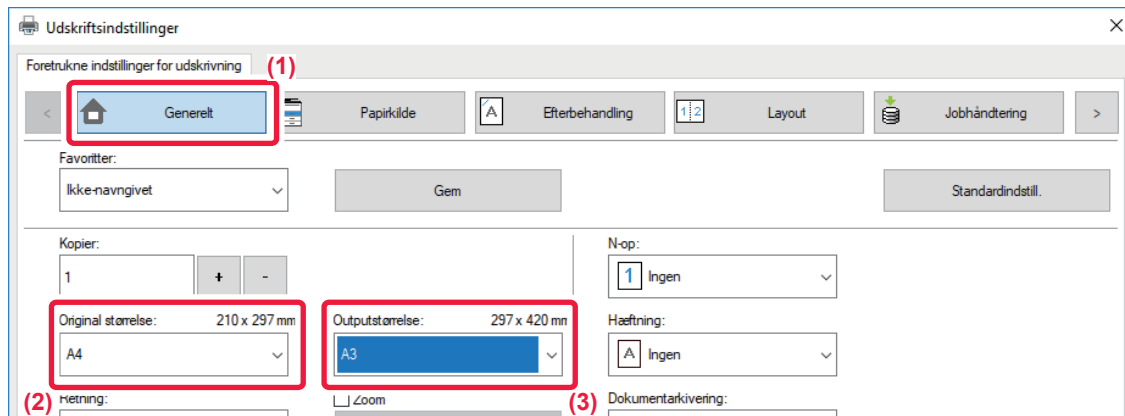 Udskriftsindstillinger
Foretrukne indstillinger for udskrivning
(1)
< Generelt Papirkilde A Efterbehandling 1 2 Layout Jobhåndtering >
Favoritter:
Ikke-navngivet Gem Standardindstill.
Kopier: N-op:
1 + - 1 Ingen
Original størrelse: 210 x 297 mm Outputstørrelse: 297 x 420 mm Hæftning:
A4 A3 A Ingen
(2) Retning: Zoom (3) Dokumentarkivering: